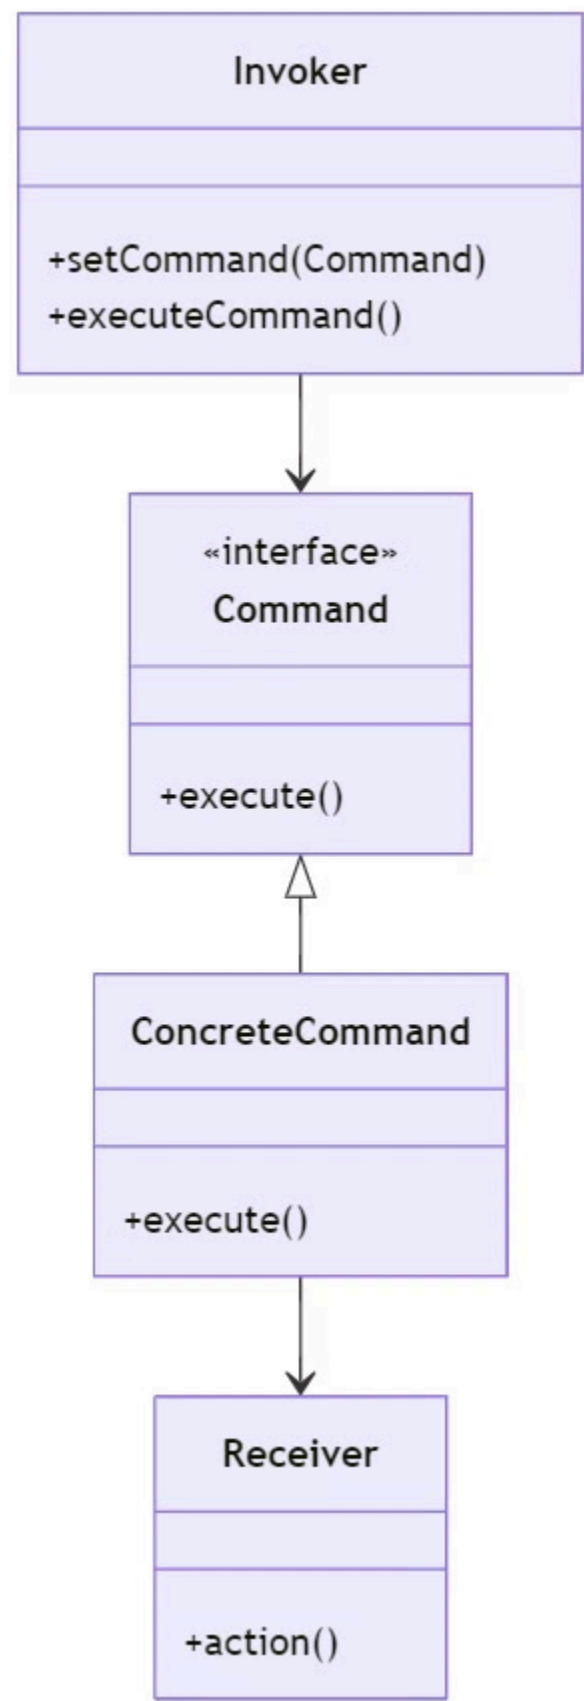 Invoker
+setCommand(Command)
+executeCommand()
«interface»
Command
+execute()
ConcreteCommand
+execute()
Receiver
+action()